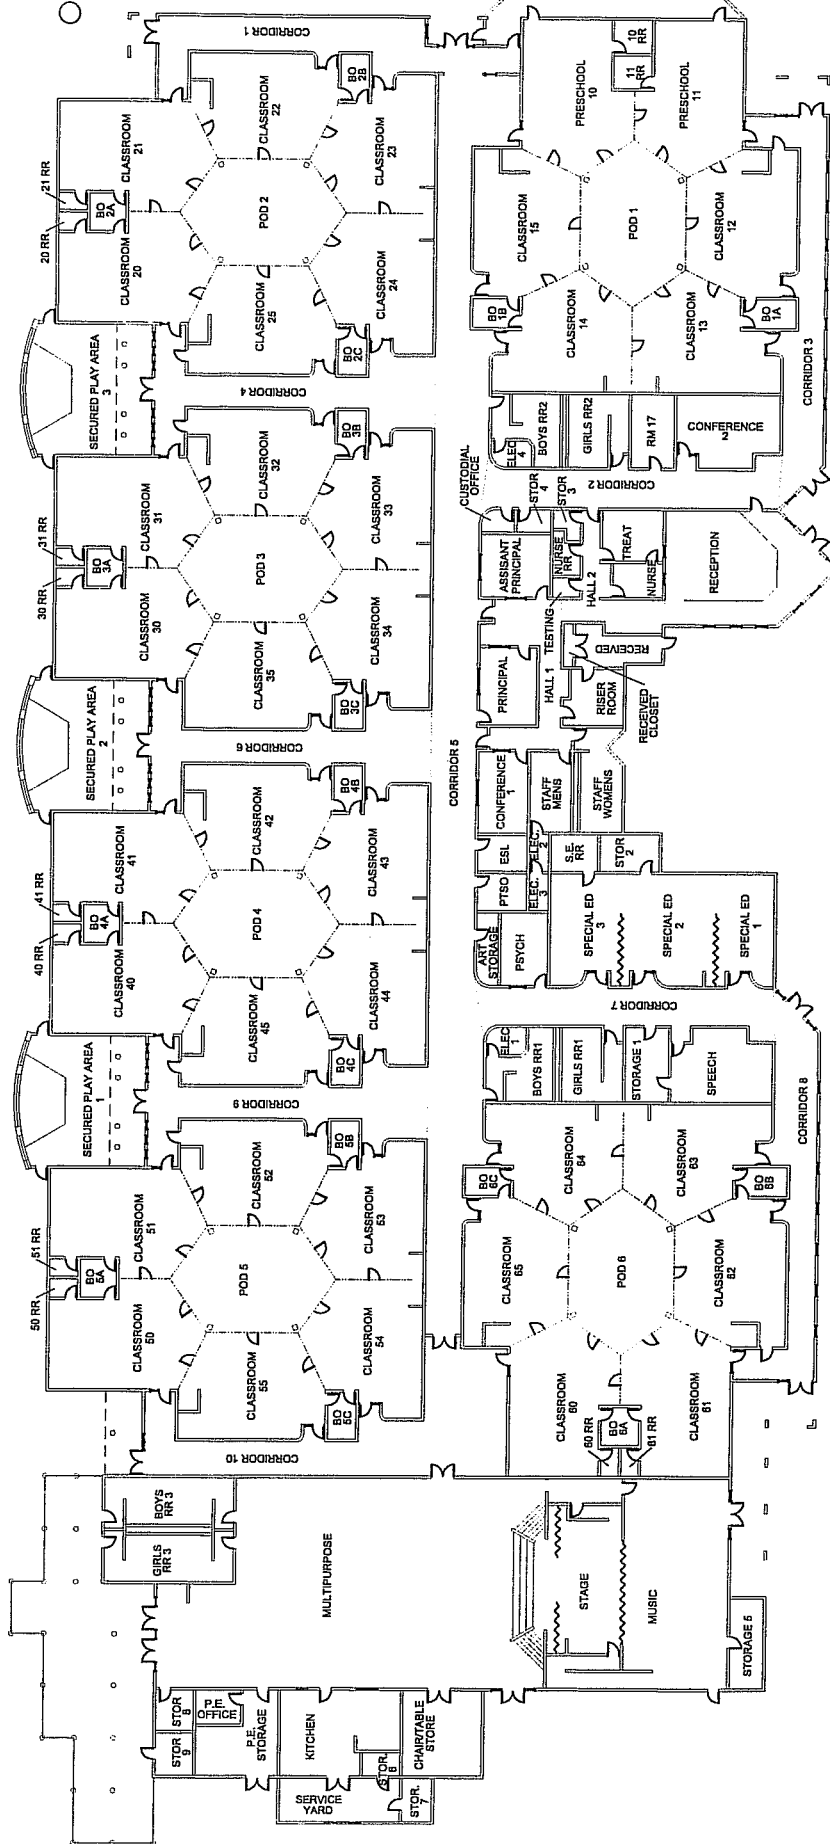 CORRIDOR 1
21 RR
20 RR
BO
2A
CLASSROOM
21
CLASSROOM
20
CLASSROOM
22
BO
2B
CLASSROOM
23
POD 2
CLASSROOM
25
CLASSROOM
24
BO
2C
SECURED PLAY AREA
3
CORRIDOR 4
31 RR
30 RR
BO
3A
CLASSROOM
31
CLASSROOM
30
CLASSROOM
32
BO
3B
CLASSROOM
33
POD 3
CLASSROOM
35
CLASSROOM
34
BO
3C
SECURED PLAY AREA
2
CORRIDOR 6
41 RR
40 RR
BO
4A
CLASSROOM
41
CLASSROOM
40
CLASSROOM
42
BO
4B
CLASSROOM
43
POD 4
CLASSROOM
45
CLASSROOM
44
BO
4C
SECURED PLAY AREA
1
CORRIDOR 9
51 RR
50 RR
BO
5A
CLASSROOM
51
CLASSROOM
50
CLASSROOM
52
BO
5B
CLASSROOM
53
POD 5
CLASSROOM
55
CLASSROOM
54
BO
5C
CORRIDOR 10
CORRIDOR 5
10
RR
11
RR
PRESCHOOL
10
PRESCHOOL
11
CLASSROOM
15
POD 1
CLASSROOM
12
BO
1B
CLASSROOM
14
CLASSROOM
13
BO
1A
CORRIDOR 3
ELEC
4
BOYS RR2
GIRLS RR2
RM 17
CONFERENCE
2
CORRIDOR 2
CUSTODIAL
OFFICE
STOR
4
STOR
3
ASSISANT
PRINCIPAL
NURSE
RR
TREAT
NURSE
RECEPTION
TESTING
HALL 2
HALL 1
PRINCIPAL
RECEIVED
RISER
ROOM
RECEIVED
CLOSET
CONFERENCE
1
STAFF
MENS
STAFF
WOMENS
ESL
ELEC.
2
S.E.
RR
STOR
2
PTSO
ELEC.
3
ART
STORAGE
PSYCH
SPECIAL ED
3
SPECIAL ED
2
SPECIAL ED
1
CORRIDOR 7
ELEC
1
BOYS RR1
GIRLS RR1
STORAGE 1
SPEECH
CORRIDOR 8
CLASSROOM
64
CLASSROOM
63
BO
6C
BO
6B
CLASSROOM
65
POD 6
CLASSROOM
62
CLASSROOM
60
CLASSROOM
61
60 RR
BO
6A
61 RR
BOYS
RR 3
GIRLS
RR 3
MULTIPURPOSE
STAGE
MUSIC
STORAGE 5
STOR
8
STOR
9
P.E.
OFFICE
P.E.
STORAGE
KITCHEN
STOR.
6
CHAIR/TABLE
STORE
SERVICE
YARD
STOR.
7